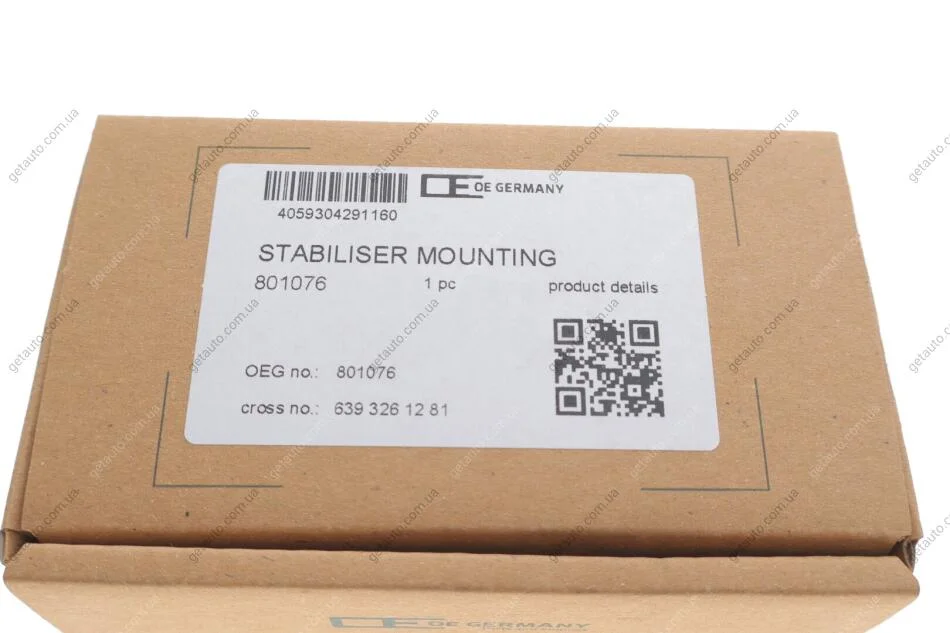 OE GERMANY
4059304291160
STABILISER MOUNTING
801076 1 pc product details
OEG no.: 801076
cross no.: 639 326 12 81
OE GERMANY
getauto.com.ua